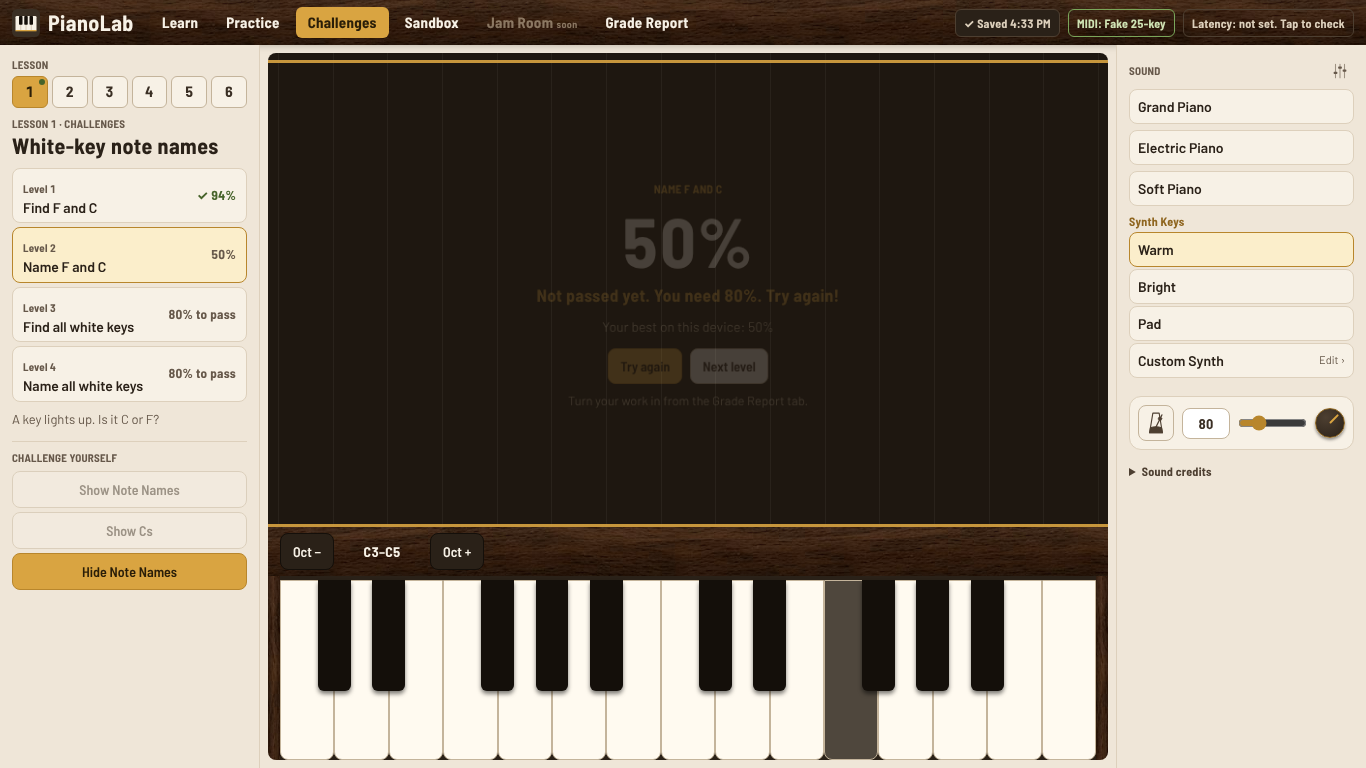 PianoLab
Learn
Practice
Challenges
Sandbox
Jam Room soon
Grade Report
✓ Saved 4:33 PM
MIDI: Fake 25-key
Latency: not set. Tap to check
LESSON
1 2 3 4 5 6
LESSON 1 · CHALLENGES
White-key note names
Level 1
Find F and C
✓ 94%
Level 2
Name F and C
50%
Level 3
Find all white keys
80% to pass
Level 4
Name all white keys
80% to pass
A key lights up. Is it C or F?
CHALLENGE YOURSELF
Show Note Names
Show Cs
Hide Note Names
NAME F AND C
50%
Not passed yet. You need 80%. Try again!
Your best on this device: 50%
Try again
Next level
Turn your work in from the Grade Report tab.
Oct −
C3–C5
Oct +
SOUND
Grand Piano
Electric Piano
Soft Piano
Synth Keys
Warm
Bright
Pad
Custom Synth
Edit ›
80
Sound credits